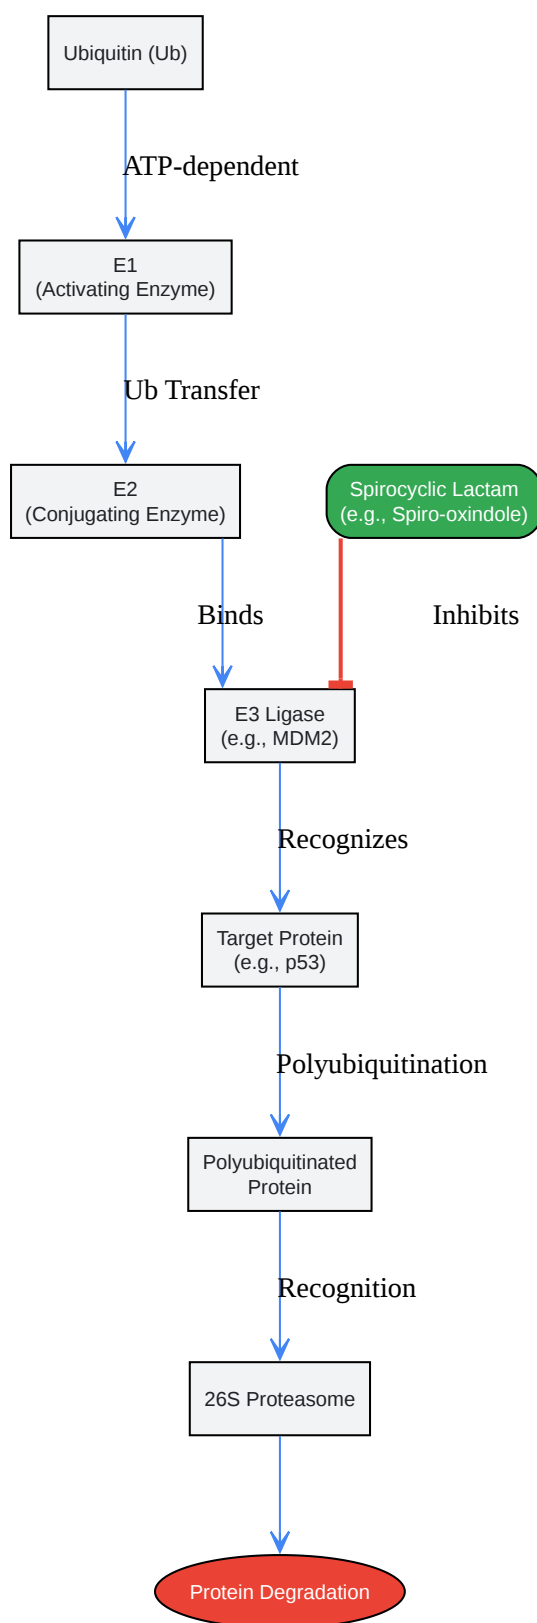 Ubiquitin (Ub)
ATP-dependent
E1
(Activating Enzyme)
Ub Transfer
E2
(Conjugating Enzyme)
Spirocyclic Lactam
(e.g., Spiro-oxindole)
Binds
Inhibits
E3 Ligase
(e.g., MDM2)
Recognizes
Target Protein
(e.g., p53)
Polyubiquitination
Polyubiquitinated
Protein
Recognition
26S Proteasome
Protein Degradation